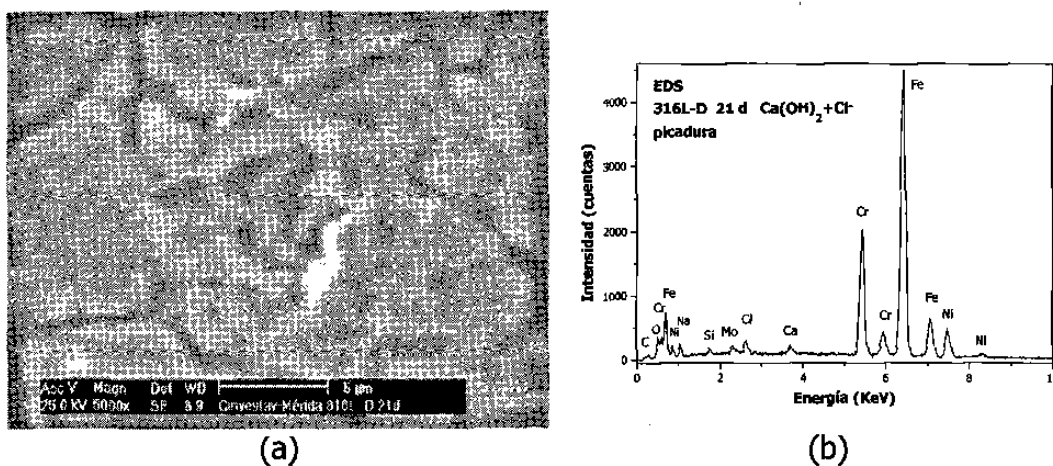 Acc V Magn Det WD 5 µm
25.0 KV 5000x SE 8.9 Cinvestav-Mérida 316L D 21d
(a)
EDS
316L-D 21 d Ca(OH)₂+Cl⁻
picadura
Intensidad (cuentas)
4000
3000
2000
1000
0
C
O
Cr
Fe
Ni
Na
Si
Mo
Cl
Ca
Cr
Cr
Fe
Fe
Ni
Ni
0 2 4 6 8 10
Energía (KeV)
(b)